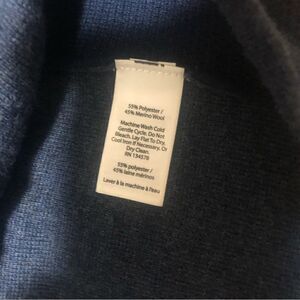 55% Polyester /
45% Merino Wool
Machine Wash Cold
Gentle Cycle. Do Not
Bleach. Lay Flat To Dry.
Cool Iron If Necessary. Or
Dry Clean.
RN 134579
55% polyester /
45% laine mérinos
Laver à la machine à l'eau